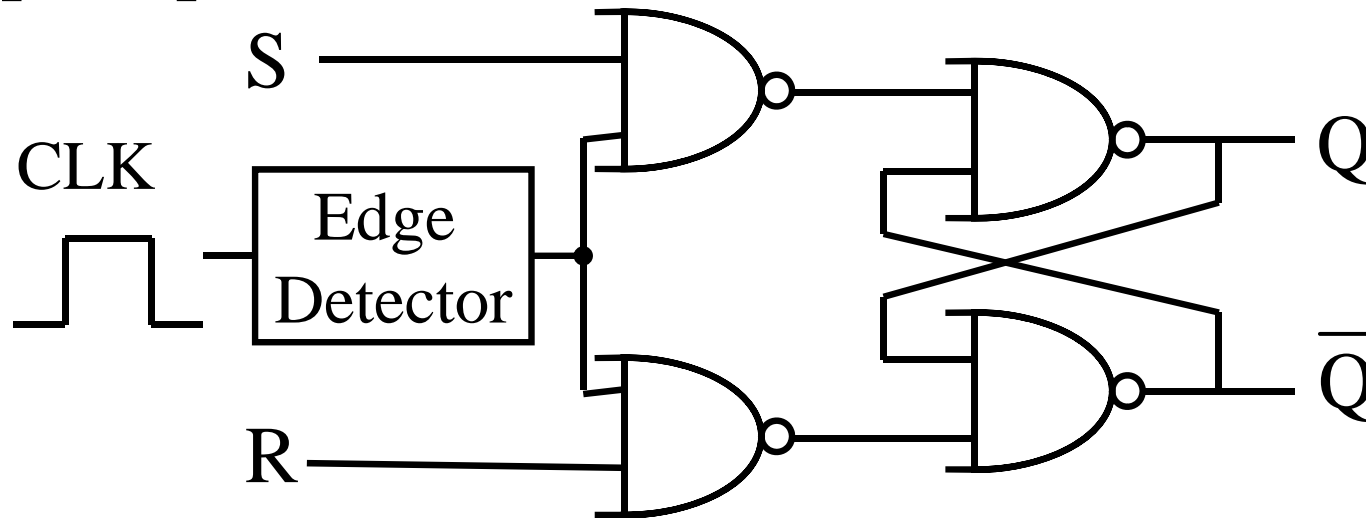 S
CLK
Edge
Detector
R
Q
Q̅